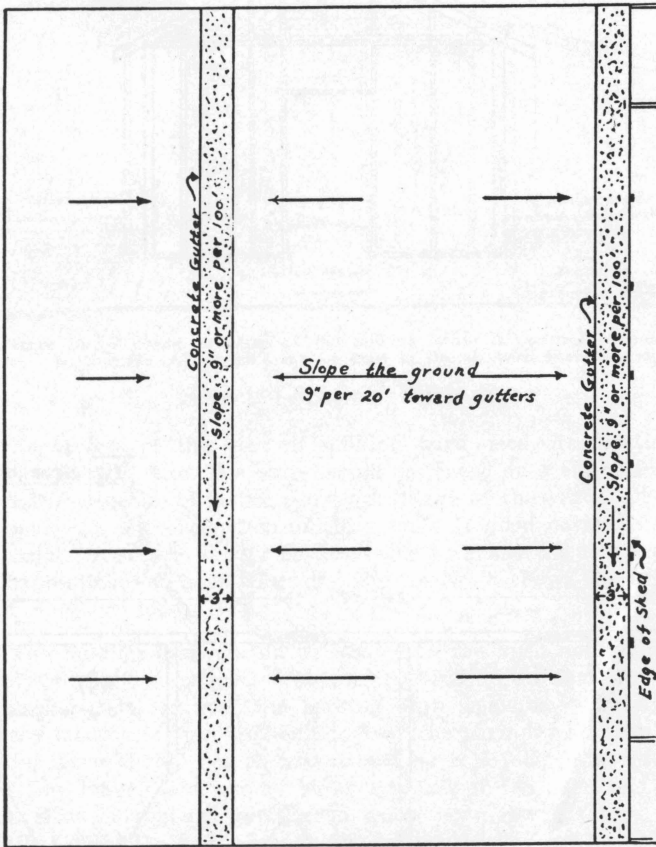 Concrete gutter
Slope 9" or more per 100'
Slope the ground
9" per 20' toward gutters
Concrete Gutter
Slope 9" or more per 100'
3'
3'
Edge of Shed